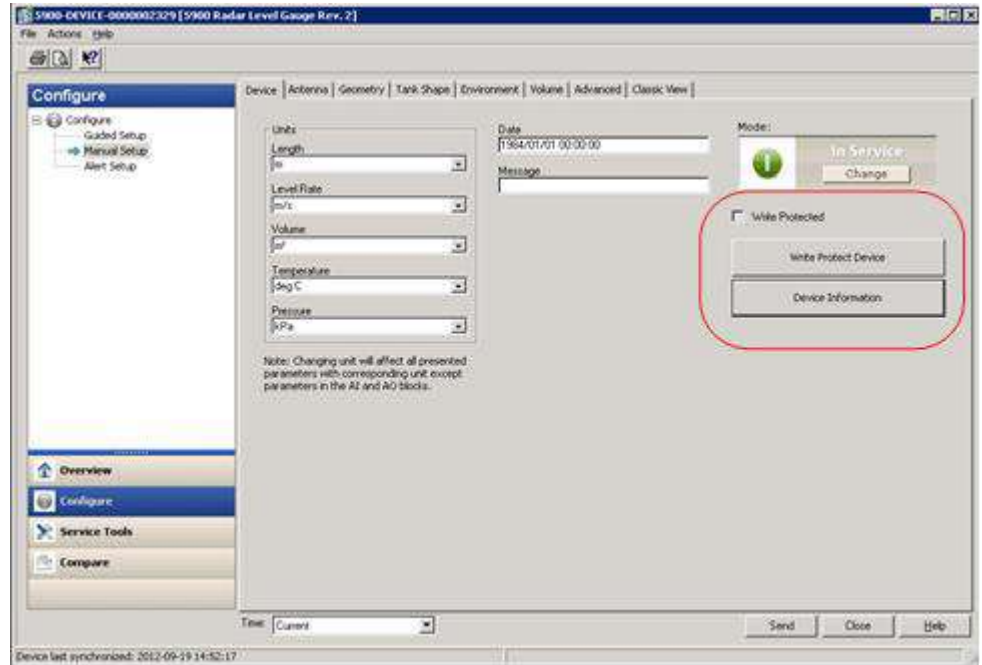 5900-DEVICE-0000002329 [5900 Radar Level Gauge Rev. 2]
File Actions Help
Configure
Configure
Guided Setup
Manual Setup
Alert Setup
Overview
Configure
Service Tools
Compare
Device Antenna Geometry Tank Shape Environment Volume Advanced Classic View
Units
Length
m
Level Rate
m/s
Volume
m³
Temperature
deg C
Pressure
kPa
Note: Changing unit will affect all presented
parameters with corresponding unit except
parameters in the AI and AO blocks.
Date
1984/01/01 00:00:00
Message
Mode:
In Service
Change
Write Protected
Write Protect Device
Device Information
Time: Current
Send Close Help
Device last synchronized: 2012-09-19 14:52:17